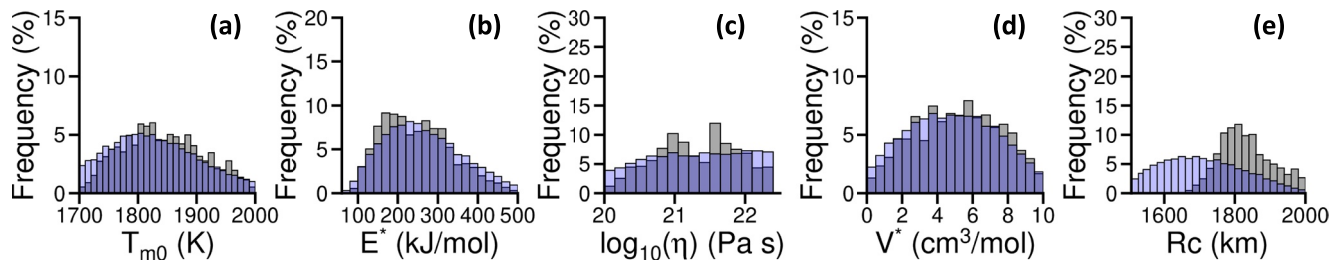 (a) (b) (c) (d) (e)
Frequency (%) 15 10 5 0
1700 1800 1900 2000
T_m0 (K)
Frequency (%) 20 15 10 5 0
100 200 300 400 500
E* (kJ/mol)
Frequency (%) 30 25 20 15 10 5 0
20 21 22
log₁₀(η) (Pa s)
Frequency (%) 15 10 5 0
0 2 4 6 8 10
V* (cm³/mol)
Frequency (%) 30 25 20 15 10 5 0
1600 1800 2000
Rc (km)